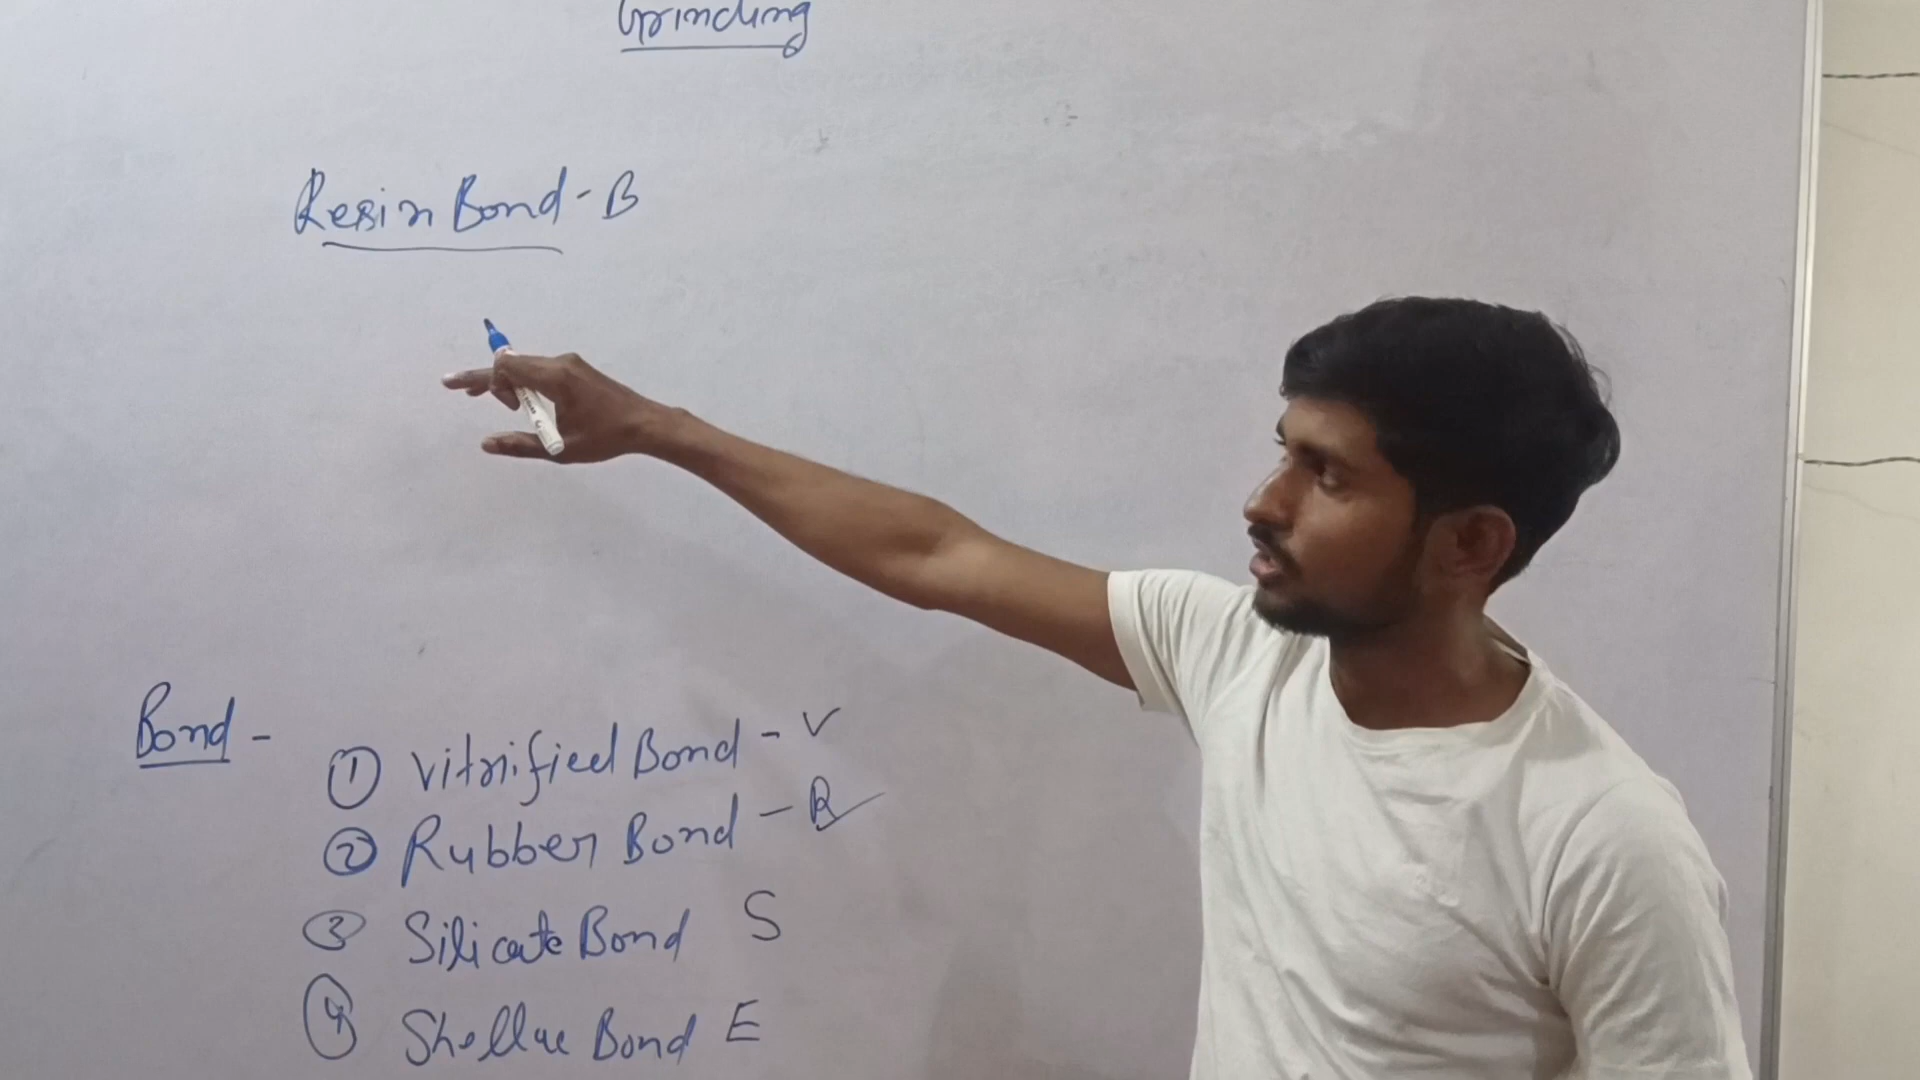 Grinding
Resin Bond - B
Bond -
① Vitrified Bond - V
② Rubber Bond - R
③ Silicate Bond S
④ Shellac Bond E